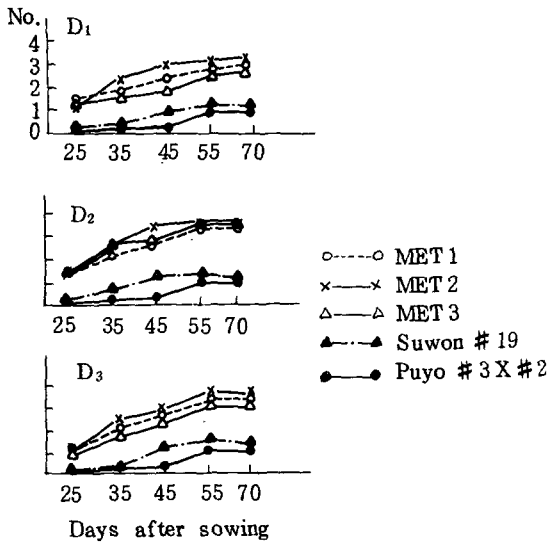 No.
D1
4
3
2
1
0
25 35 45 55 70
D2
25 35 45 55 70
MET 1
MET 2
MET 3
Suwon #19
Puyo #3X#2
D3
25 35 45 55 70
Days after sowing